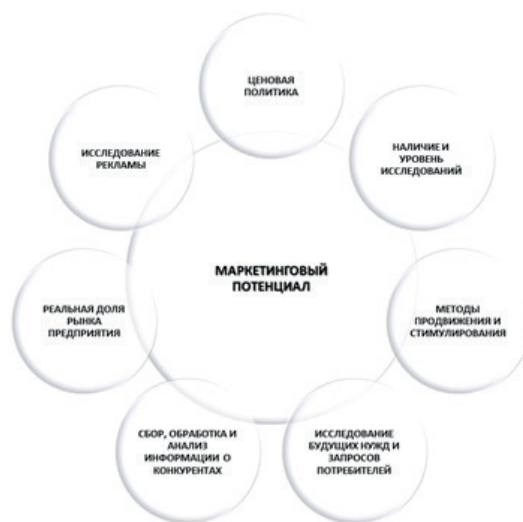 ЦЕНОВАЯ
ПОЛИТИКА
НАЛИЧИЕ И
УРОВЕНЬ
ИССЛЕДОВАНИЙ
МЕТОДЫ
ПРОДВИЖЕНИЯ И
СТИМУЛИРОВАНИЯ
ИССЛЕДОВАНИЕ
БУДУЩИХ НУЖД И
ЗАПРОСОВ
ПОТРЕБИТЕЛЕЙ
СБОР, ОБРАБОТКА И
АНАЛИЗ
ИНФОРМАЦИИ О
КОНКУРЕНТАХ
РЕАЛЬНАЯ ДОЛЯ
РЫНКА
ПРЕДПРИЯТИЯ
ИССЛЕДОВАНИЕ
РЕКЛАМЫ
МАРКЕТИНГОВЫЙ
ПОТЕНЦИАЛ